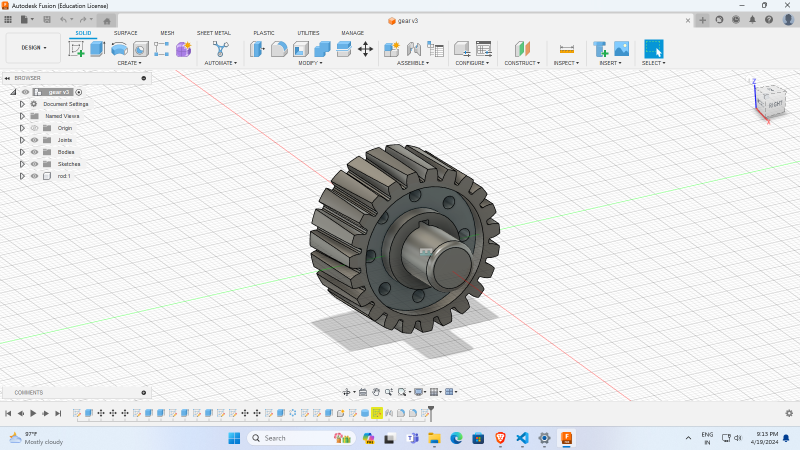 Autodesk Fusion (Education License)
gear v3
SOLID SURFACE MESH SHEET METAL PLASTIC UTILITIES MANAGE
DESIGN
CREATE AUTOMATE MODIFY ASSEMBLE CONFIGURE CONSTRUCT INSPECT INSERT SELECT
BROWSER
gear v3
Document Settings
Named Views
Origin
Joints
Bodies
Sketches
rod:1
Z
RIGHT
X
COMMENTS
97°F
Mostly cloudy
Search
ENG
IN
9:13 PM
4/19/2024